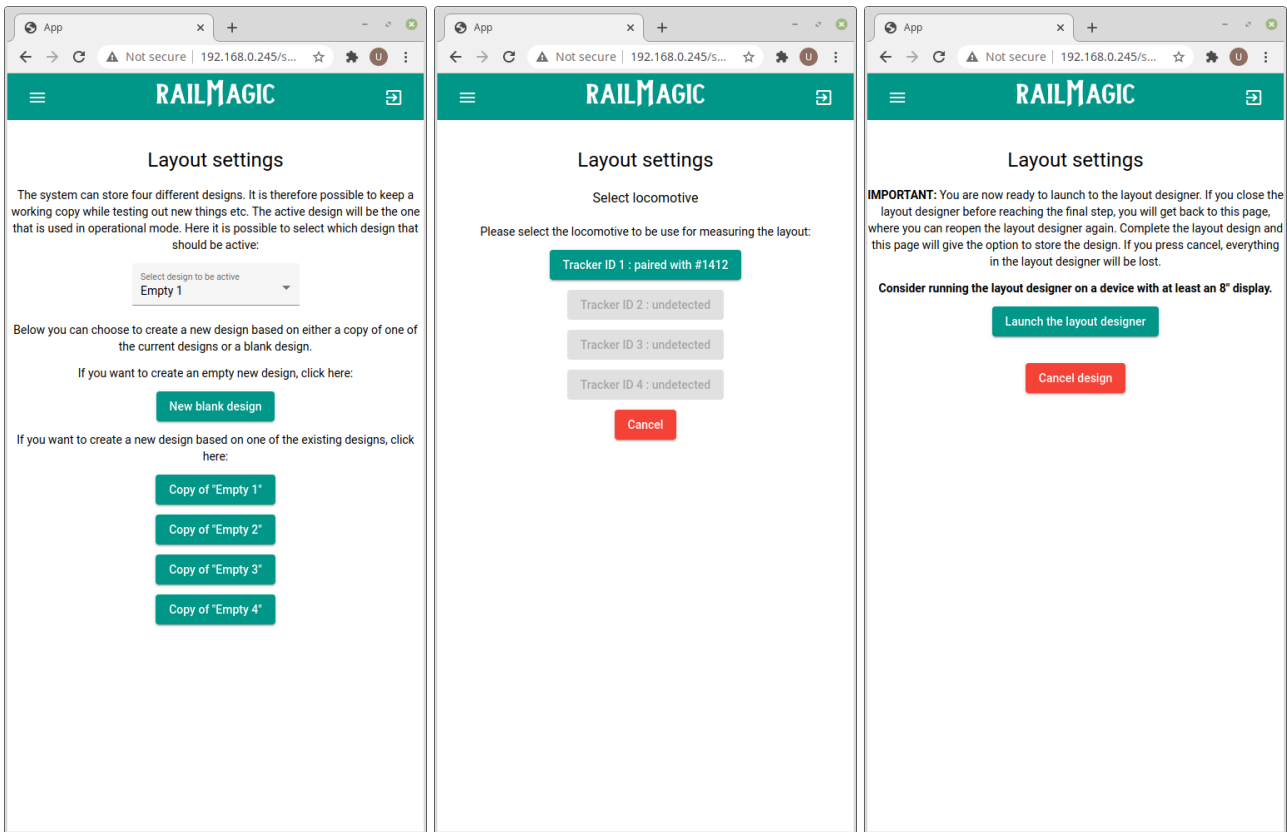 App
Not secure 192.168.0.245/s... U
RAILMAGIC
Layout settings
The system can store four different designs. It is therefore possible to keep a
working copy while testing out new things etc. The active design will be the one
that is used in operational mode. Here it is possible to select which design that
should be active:
Select design to be active
Empty 1
Below you can choose to create a new design based on either a copy of one of
the current designs or a blank design.
If you want to create an empty new design, click here:
New blank design
If you want to create a new design based on one of the existing designs, click
here:
Copy of "Empty 1"
Copy of "Empty 2"
Copy of "Empty 3"
Copy of "Empty 4"
App
Not secure 192.168.0.245/s... U
RAILMAGIC
Layout settings
Select locomotive
Please select the locomotive to be use for measuring the layout:
Tracker ID 1 : paired with #1412
Tracker ID 2 : undetected
Tracker ID 3 : undetected
Tracker ID 4 : undetected
Cancel
App
Not secure 192.168.0.245/s... U
RAILMAGIC
Layout settings
IMPORTANT: You are now ready to launch to the layout designer. If you close the
layout designer before reaching the final step, you will get back to this page,
where you can reopen the layout designer again. Complete the layout design and
this page will give the option to store the design. If you press cancel, everything
in the layout designer will be lost.
Consider running the layout designer on a device with at least an 8" display.
Launch the layout designer
Cancel design